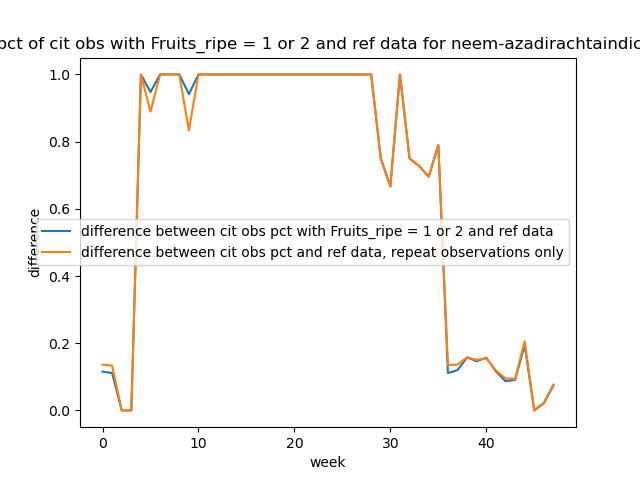 pct of cit obs with Fruits_ripe = 1 or 2 and ref data for neem-azadirachtaindic
1.0
0.8
0.6
0.4
0.2
0.0
difference
difference between cit obs pct with Fruits_ripe = 1 or 2 and ref data
difference between cit obs pct and ref data, repeat observations only
0 10 20 30 40
week